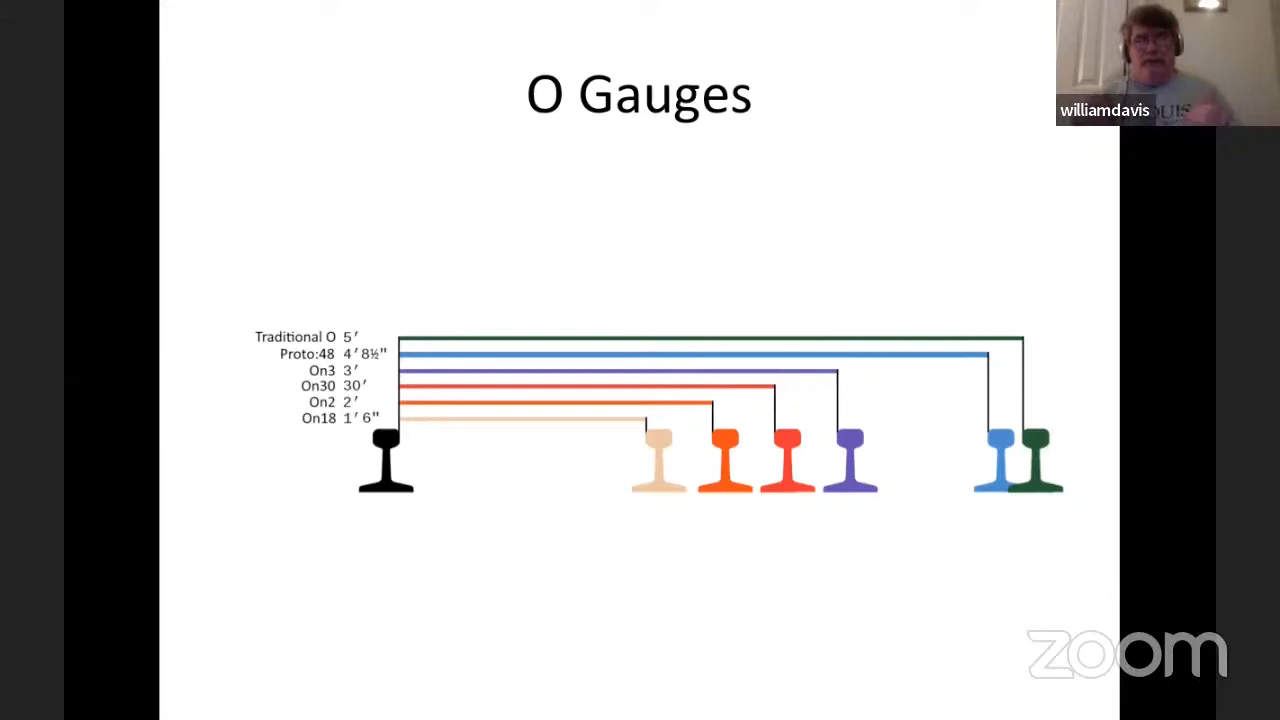 O Gauges
williamdavis
Traditional O 5'
Proto:48 4'8½"
On3 3'
On30 30'
On2 2'
On18 1'6"
zoom